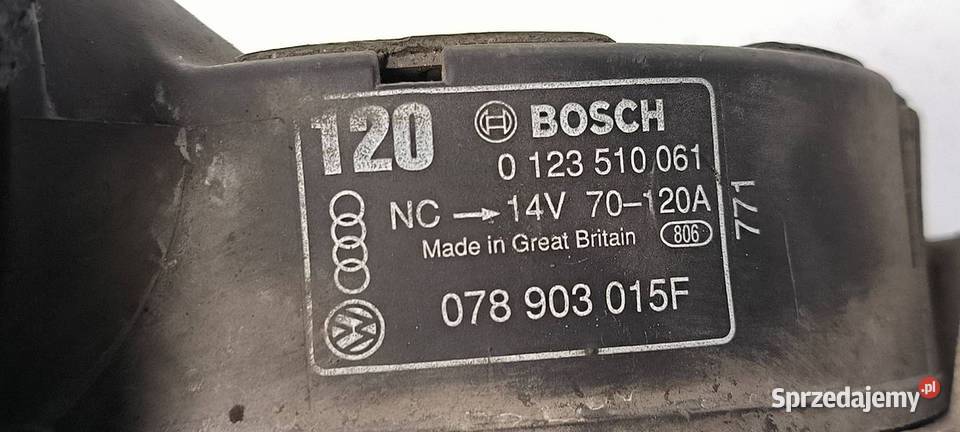 120 BOSCH
0 123 510 061
NC → 14V 70–120A
Made in Great Britain 806
771
078 903 015F
Sprzedajemy.pl